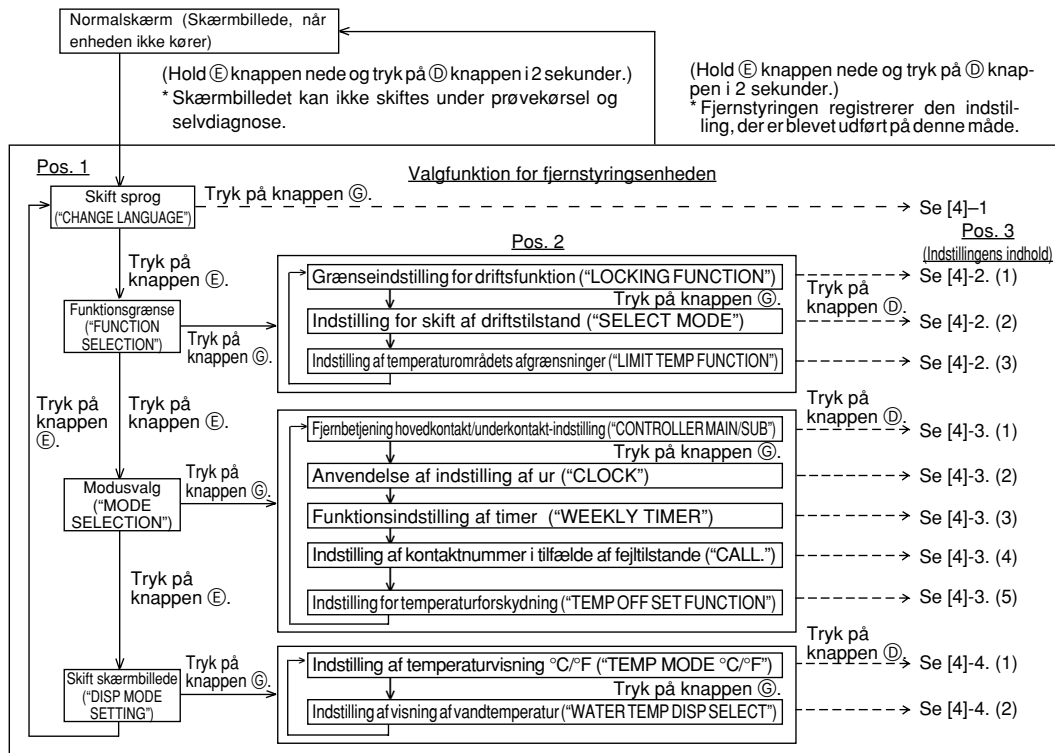 Normalskærm (Skærmbillede, når
enheden ikke kører)
(Hold Ⓔ knappen nede og tryk på Ⓓ knappen i 2 sekunder.)
* Skærmbilledet kan ikke skiftes under prøvekørsel og
selvdiagnose.
(Hold Ⓔ knappen nede og tryk på Ⓓ knap-
pen i 2 sekunder.)
* Fjernstyringen registrerer den indstil-
ling, der er blevet udført på denne måde.
Pos. 1
Valgfunktion for fjernstyringsenheden
Skift sprog
("CHANGE LANGUAGE")
Tryk på knappen Ⓖ.
Se [4]–1
Pos. 2
Pos. 3
(Indstillingens indhold)
Tryk på
knappen Ⓔ.
Funktionsgrænse
("FUNCTION
SELECTION")
Tryk på
knappen Ⓖ.
Grænseindstilling for driftsfunktion ("LOCKING FUNCTION")
Tryk på knappen Ⓖ.
Tryk på
knappen Ⓓ.
Se [4]-2. (1)
Indstilling for skift af driftstilstand ("SELECT MODE")
Se [4]-2. (2)
Indstilling af temperaturområdets afgrænsninger ("LIMIT TEMP FUNCTION")
Se [4]-2. (3)
Tryk på
knappen
Ⓔ.
Tryk på
knappen Ⓔ.
Modusvalg
("MODE
SELECTION")
Tryk på
knappen Ⓖ.
Fjernbetjening hovedkontakt/underkontakt-indstilling ("CONTROLLER MAIN/SUB")
Tryk på knappen Ⓖ.
Tryk på
knappen Ⓓ.
Se [4]-3. (1)
Anvendelse af indstilling af ur ("CLOCK")
Se [4]-3. (2)
Funktionsindstilling af timer ("WEEKLY TIMER")
Se [4]-3. (3)
Indstilling af kontaktnummer i tilfælde af fejltilstande ("CALL.")
Se [4]-3. (4)
Indstilling for temperaturforskydning ("TEMP OFF SET FUNCTION")
Se [4]-3. (5)
Tryk på
knappen Ⓔ.
Skift skærmbillede
("DISP MODE
SETTING")
Tryk på
knappen Ⓖ.
Indstilling af temperaturvisning °C/°F ("TEMP MODE °C/°F")
Tryk på knappen Ⓖ.
Tryk på
knappen Ⓓ.
Se [4]-4. (1)
Indstilling af visning af vandtemperatur ("WATER TEMP DISP SELECT")
Se [4]-4. (2)